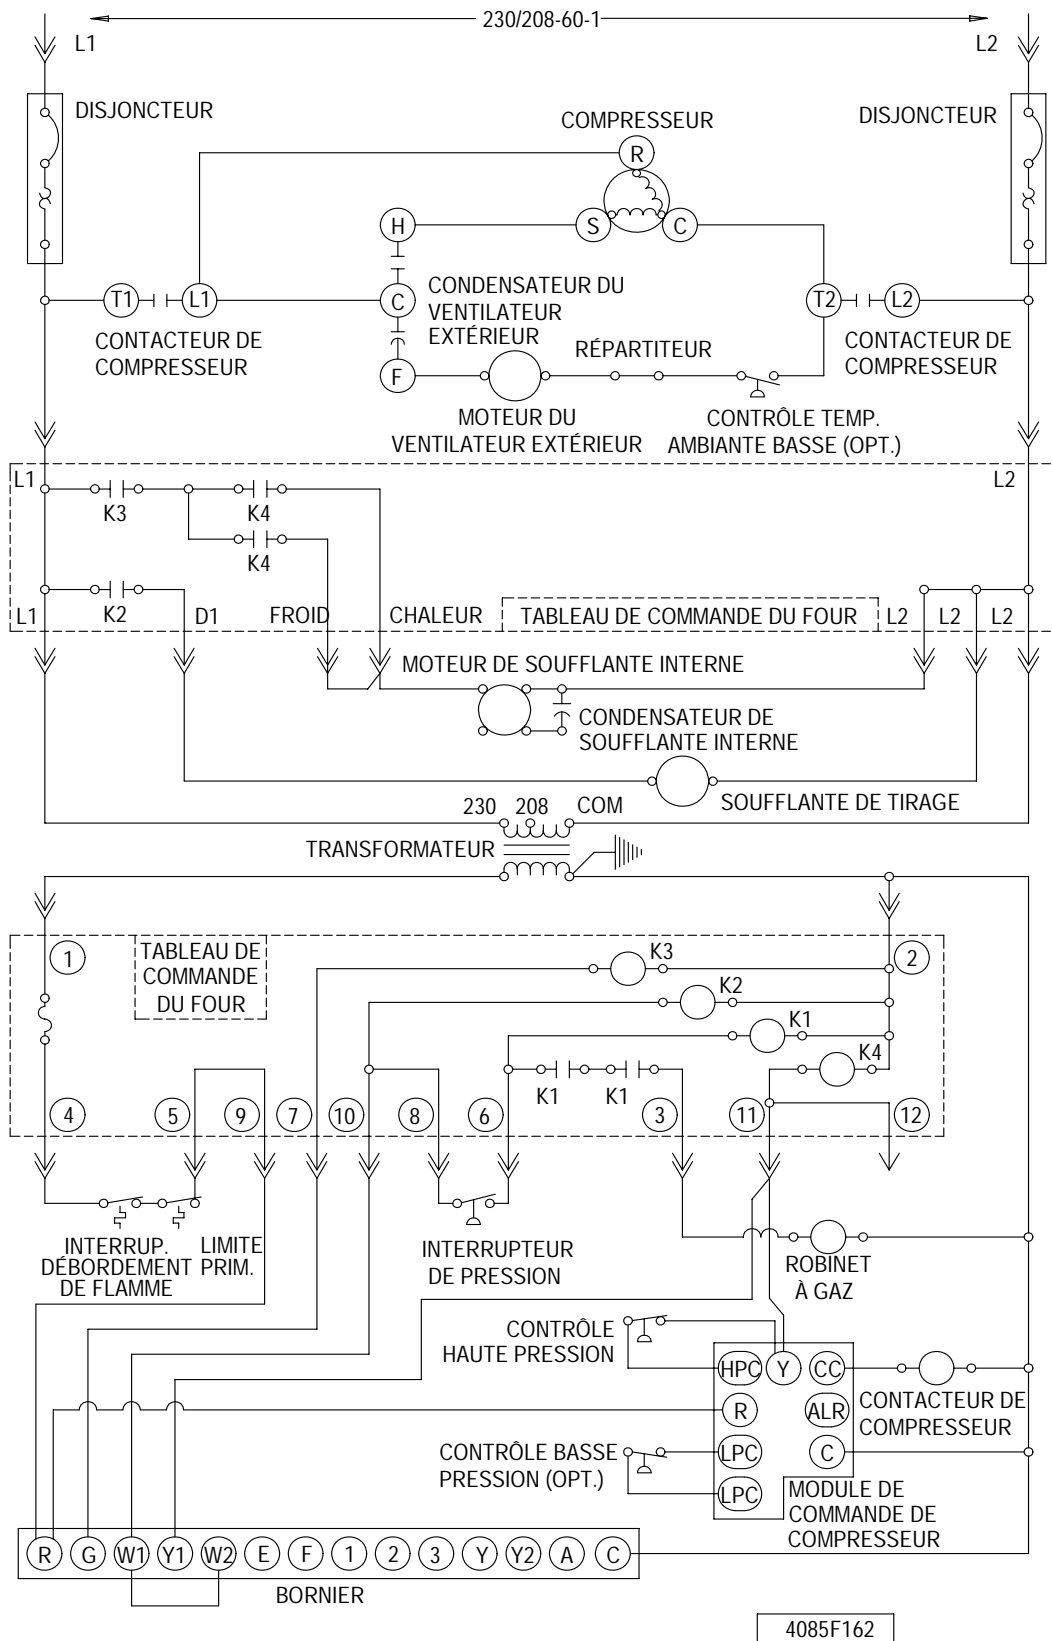 230/208-60-1
L1
L2
DISJONCTEUR
DISJONCTEUR
COMPRESSEUR
R
H
S
C
CONDENSATEUR DU
VENTILATEUR
EXTÉRIEUR
T1
L1
C
T2
L2
CONTACTEUR DE
COMPRESSEUR
CONTACTEUR DE
COMPRESSEUR
RÉPARTITEUR
F
MOTEUR DU
VENTILATEUR EXTÉRIEUR
CONTRÔLE TEMP.
AMBIANTE BASSE (OPT.)
L1
L2
K3
K4
K4
K2
L1
D1
FROID
CHALEUR
TABLEAU DE COMMANDE DU FOUR
L2
L2
L2
MOTEUR DE SOUFFLANTE INTERNE
CONDENSATEUR DE
SOUFFLANTE INTERNE
SOUFFLANTE DE TIRAGE
230
208
COM
TRANSFORMATEUR
1
TABLEAU DE
COMMANDE
DU FOUR
K3
2
K2
K1
K4
K1
K1
4
5
9
7
10
8
6
3
11
12
INTERRUP.
DÉBORDEMENT
DE FLAMME
LIMITE
PRIM.
INTERRUPTEUR
DE PRESSION
ROBINET
À GAZ
CONTRÔLE
HAUTE PRESSION
HPC
Y
CC
CONTACTEUR DE
COMPRESSEUR
R
ALR
CONTRÔLE BASSE
PRESSION (OPT.)
LPC
C
LPC
MODULE DE
COMMANDE DE
COMPRESSEUR
R
G
W1
Y1
W2
E
F
1
2
3
Y
Y2
A
C
BORNIER
4085F162